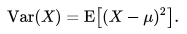 Var(X) = E[(X − μ)²].